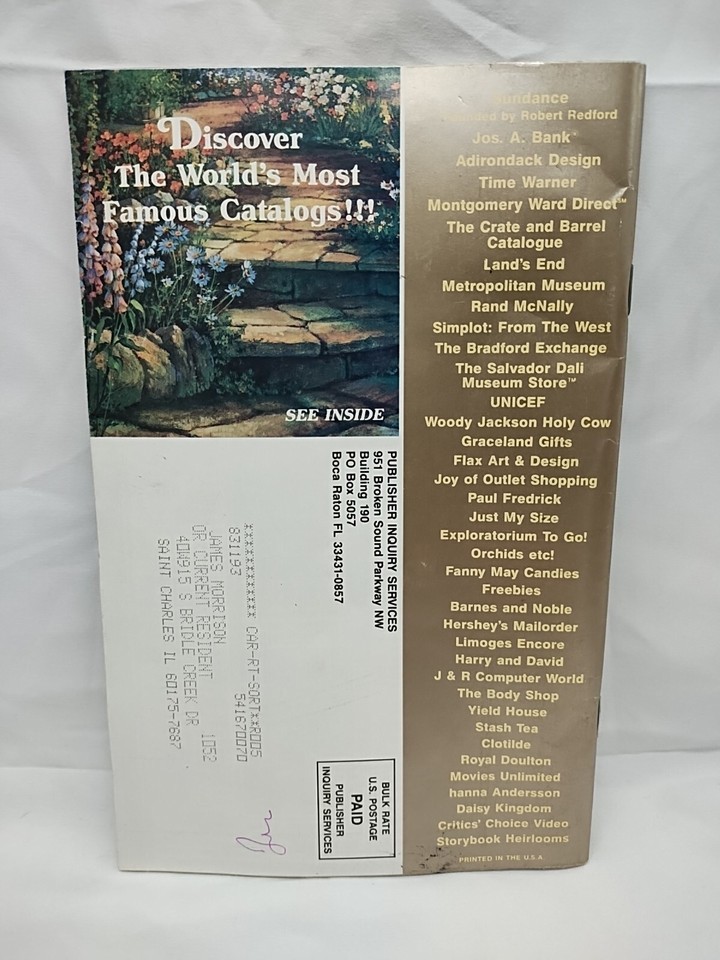 Discover
The World's Most
Famous Catalogs!!!
SEE INSIDE
PUBLISHER INQUIRY SERVICES
951 Broken Sound Parkway NW
Building 190
PO Box 5057
Boca Raton FL 33431-0857
************ CAR-RT-SORT**R005
831193 541670070
JAMES MORRISON
OR CURRENT RESIDENT
40W915 S BRIDLE CREEK DR 1052
SAINT CHARLES IL 60175-7687
BULK RATE
U.S. POSTAGE
PAID
PUBLISHER
INQUIRY SERVICES
by Robert Redford
Jos. A. Bank™
Adirondack Design
Time Warner
Montgomery Ward Direct℠
The Crate and Barrel
Catalogue
Land's End
Metropolitan Museum
Rand McNally
Simplot: From The West
The Bradford Exchange
The Salvador Dali
Museum Store™
UNICEF
Woody Jackson Holy Cow
Graceland Gifts
Flax Art & Design
Joy of Outlet Shopping
Paul Fredrick
Just My Size
Exploratorium To Go!
Orchids etc!
Fanny May Candies
Freebies
Barnes and Noble
Hershey's Mailorder
Limoges Encore
Harry and David
J & R Computer World
The Body Shop
Yield House
Stash Tea
Clotilde
Royal Doulton
Movies Unlimited
hanna Andersson
Daisy Kingdom
Critics' Choice Video
Storybook Heirlooms
PRINTED IN THE U.S.A.